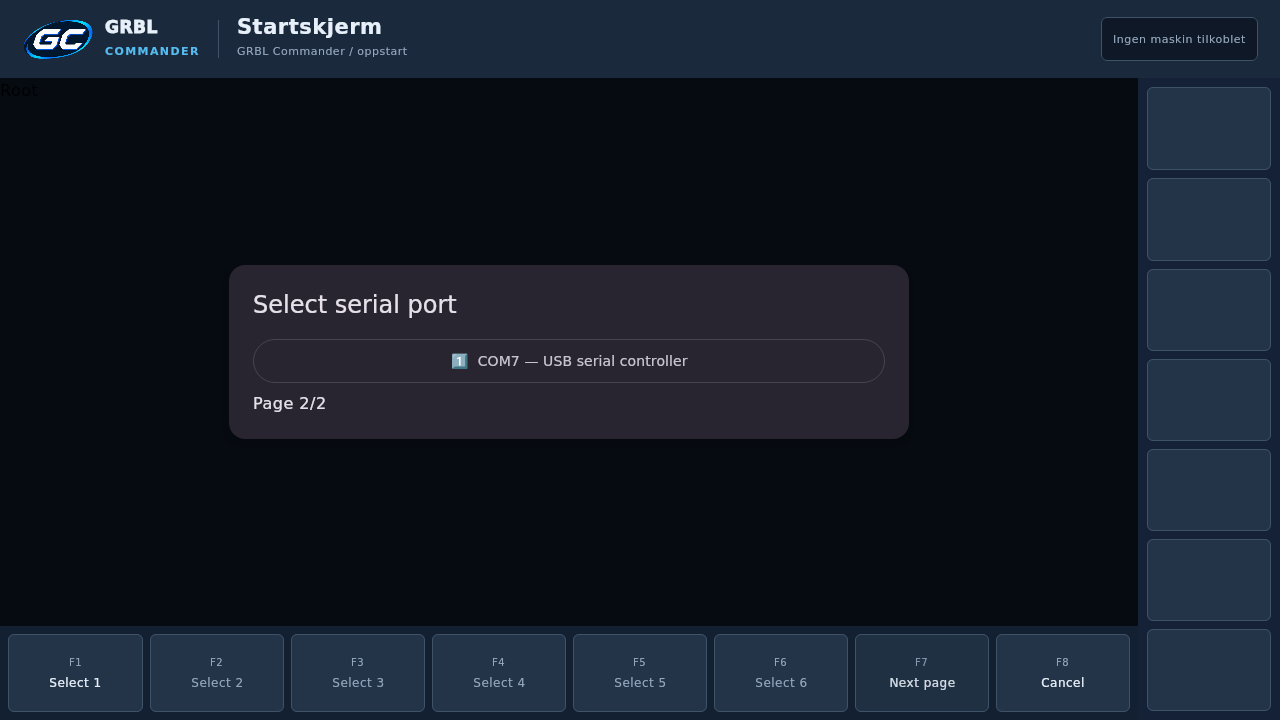 GC
GRBL
COMMANDER
Startskjerm
GRBL Commander / oppstart
Ingen maskin tilkoblet
Root
Select serial port
1️⃣ COM7 — USB serial controller
Page 2/2
F1
Select 1
F2
Select 2
F3
Select 3
F4
Select 4
F5
Select 5
F6
Select 6
F7
Next page
F8
Cancel